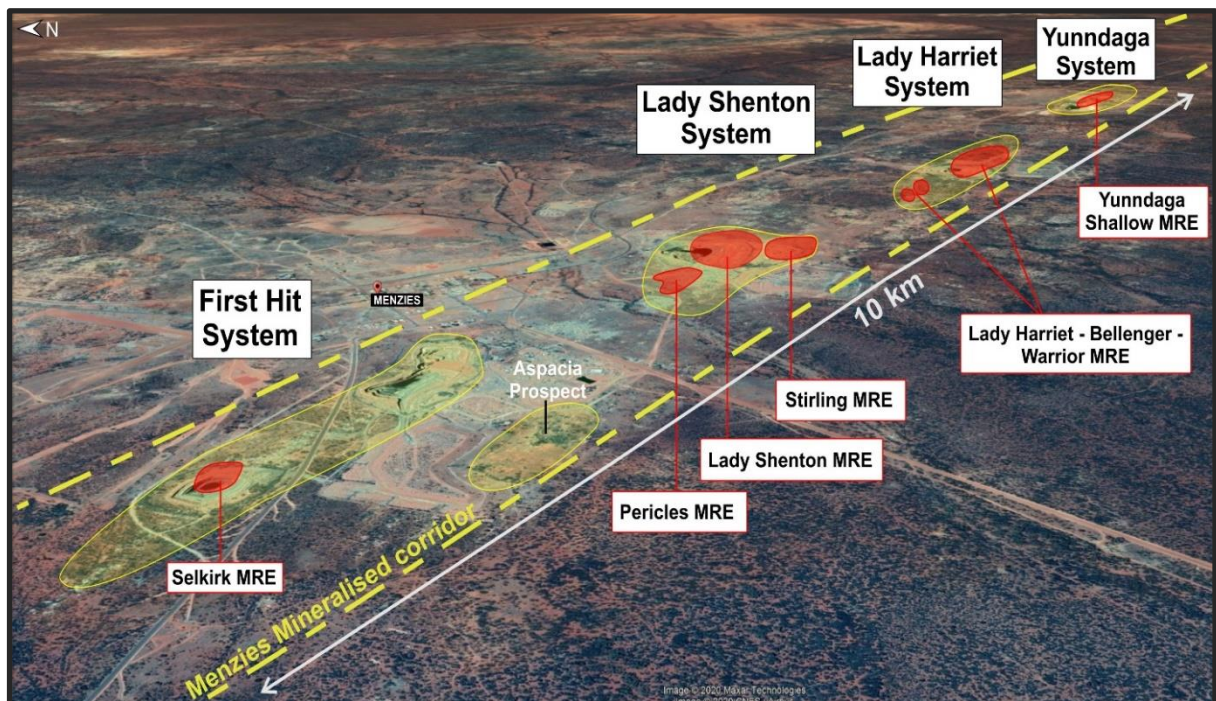 N
Yunndaga
System
Lady Harriet
System
Lady Shenton
System
First Hit
System
MENZIES
Aspacia
Prospect
10 km
Yunndaga
Shallow MRE
Lady Harriet - Bellenger -
Warrior MRE
Stirling MRE
Lady Shenton MRE
Pericles MRE
Selkirk MRE
Menzies Mineralised corridor
Image © 2020 Maxar Technologies